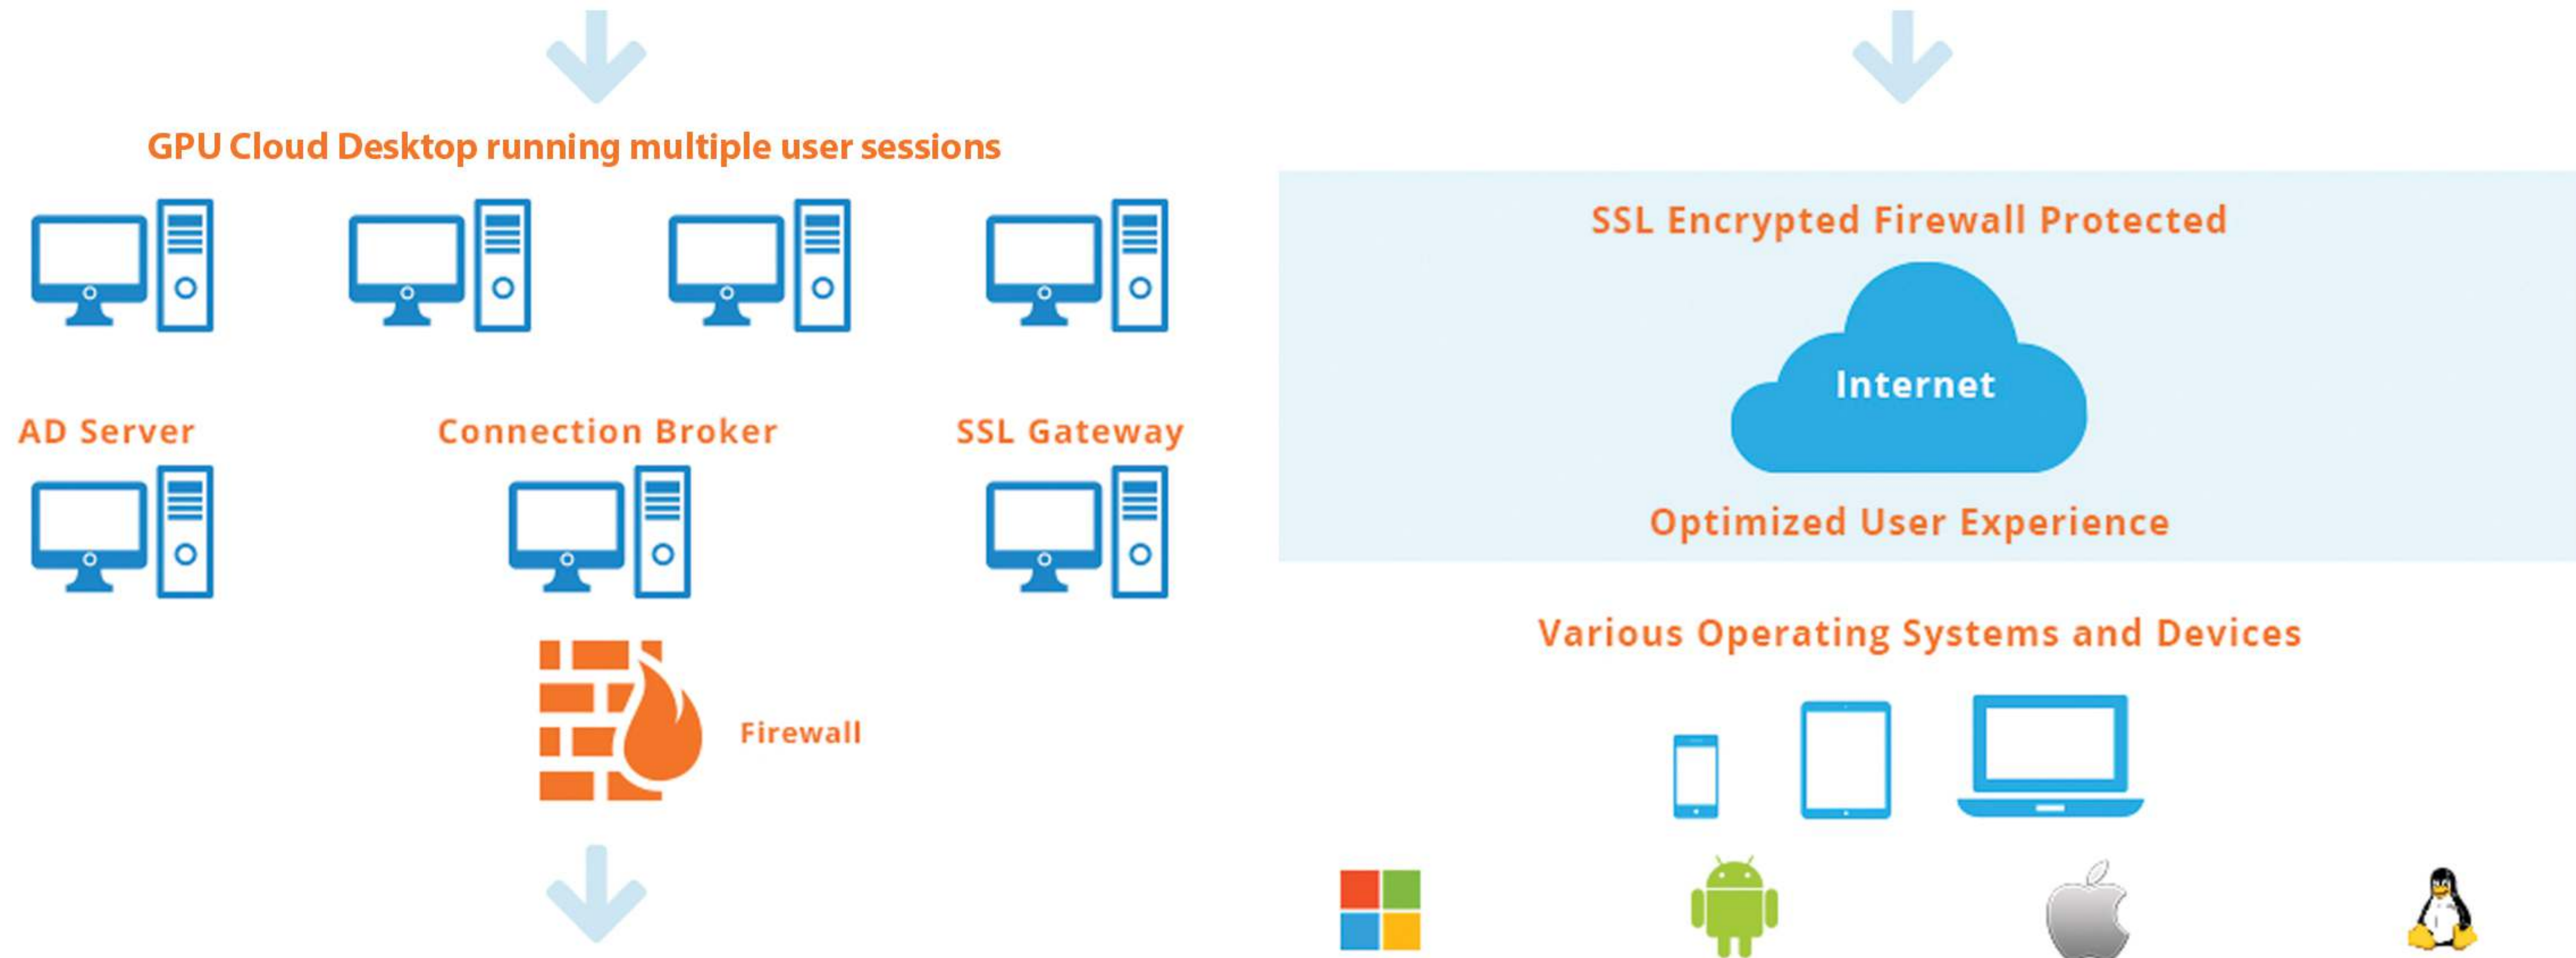 GPU Cloud Desktop running multiple user sessions
AD Server
Connection Broker
SSL Gateway
Firewall
SSL Encrypted Firewall Protected
Internet
Optimized User Experience
Various Operating Systems and Devices